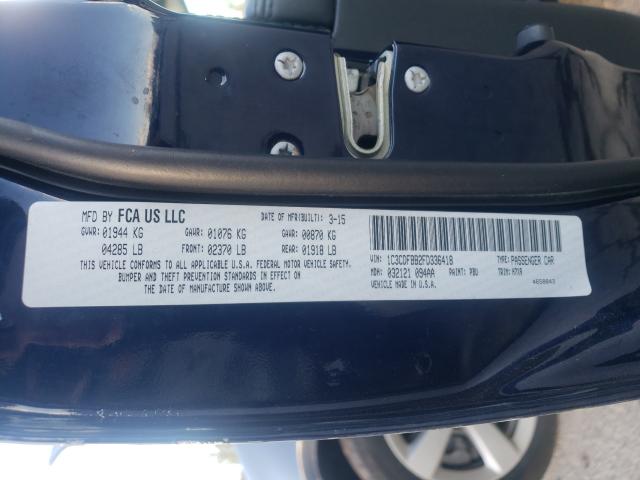 MFD BY FCA US LLC DATE OF MFR(BUILT): 3-15
GVWR: 01944 KG GAWR: 01076 KG GAWR: 00870 KG
04285 LB FRONT: 02370 LB REAR: 01918 LB
THIS VEHICLE CONFORMS TO ALL APPLICABLE U.S.A. FEDERAL MOTOR VEHICLE SAFETY,
BUMPER AND THEFT PREVENTION STANDARDS IN EFFECT ON
THE DATE OF MANUFACTURE SHOWN ABOVE.
VIN: 1C3CDFBB2FD336418 TYPE: PASSENGER CAR
MDH: 032121 094AA PAINT: PBU TRIM: H7X9
VEHICLE MADE IN U.S.A. 4658043